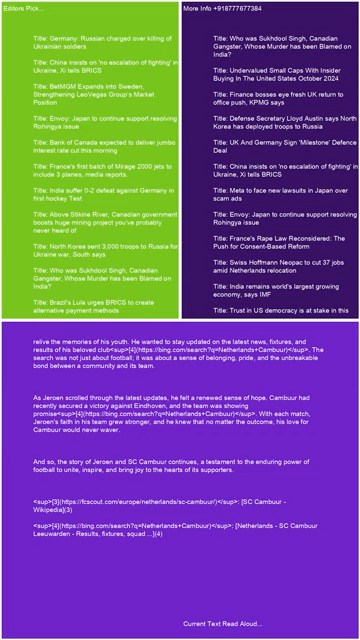 Editors Pick...
Title: Germany: Russian charged over killing of
Ukrainian soldiers
Title: China insists on 'no escalation of fighting' in
Ukraine, Xi tells BRICS
Title: BetMGM Expands into Sweden,
Strengthening LeoVegas Group's Market
Position
Title: Envoy: Japan to continue support resolving
Rohingya issue
Title: Bank of Canada expected to deliver jumbo
interest rate cut this morning
Title: France's first batch of Mirage 2000 jets to
include 3 planes, media reports.
Title: India suffer 0-2 defeat against Germany in
first hockey Test
Title: Above Stikine River, Canadian government
boosts huge mining project you've probably
never heard of
Title: North Korea sent 3,000 troops to Russia for
Ukraine war, South says
Title: Who was Sukhdool Singh, Canadian
Gangster, Whose Murder has been Blamed on
India?
Title: Brazil's Lula urges BRICS to create
alternative payment methods
More Info +918777677384
Title: Who was Sukhdool Singh, Canadian
Gangster, Whose Murder has been Blamed on
India?
Title: Undervalued Small Caps With Insider
Buying In The United States October 2024
Title: Finance bosses eye fresh UK return to
office push, KPMG says
Title: Defense Secretary Lloyd Austin says North
Korea has deployed troops to Russia
Title: UK And Germany Sign 'Milestone' Defence
Deal
Title: China insists on 'no escalation of fighting' in
Ukraine, Xi tells BRICS
Title: Meta to face new lawsuits in Japan over
scam ads
Title: Envoy: Japan to continue support resolving
Rohingya issue
Title: France's Rape Law Reconsidered: The
Push for Consent-Based Reform
Title: Swiss Hoffmann Neopac to cut 37 jobs
amid Netherlands relocation
Title: India remains world's largest growing
economy, says IMF
Title: Trust in US democracy is at stake in this
relive the memories of his youth. He wanted to stay updated on the latest news, fixtures, and
results of his beloved club<sup>[4](https://bing.com/search?q=Netherlands+Cambuur)</sup>. The
search was not just about football; it was about a sense of belonging, pride, and the unbreakable
bond between a community and its team.
As Jeroen scrolled through the latest updates, he felt a renewed sense of hope. Cambuur had
recently secured a victory against Eindhoven, and the team was showing
promise<sup>[4](https://bing.com/search?q=Netherlands+Cambuur)</sup>. With each match,
Jeroen's faith in his team grew stronger, and he knew that no matter the outcome, his love for
Cambuur would never waver.
And so, the story of Jeroen and SC Cambuur continues, a testament to the enduring power of
football to unite, inspire, and bring joy to the hearts of its supporters.
<sup>[3](https://fcscout.com/europe/netherlands/sc-cambuur/)</sup>: [SC Cambuur -
Wikipedia](3)
<sup>[4](https://bing.com/search?q=Netherlands+Cambuur)</sup>: [Netherlands - SC Cambuur
Leeuwarden - Results, fixtures, squad ...](4)
Current Text Read Aloud...